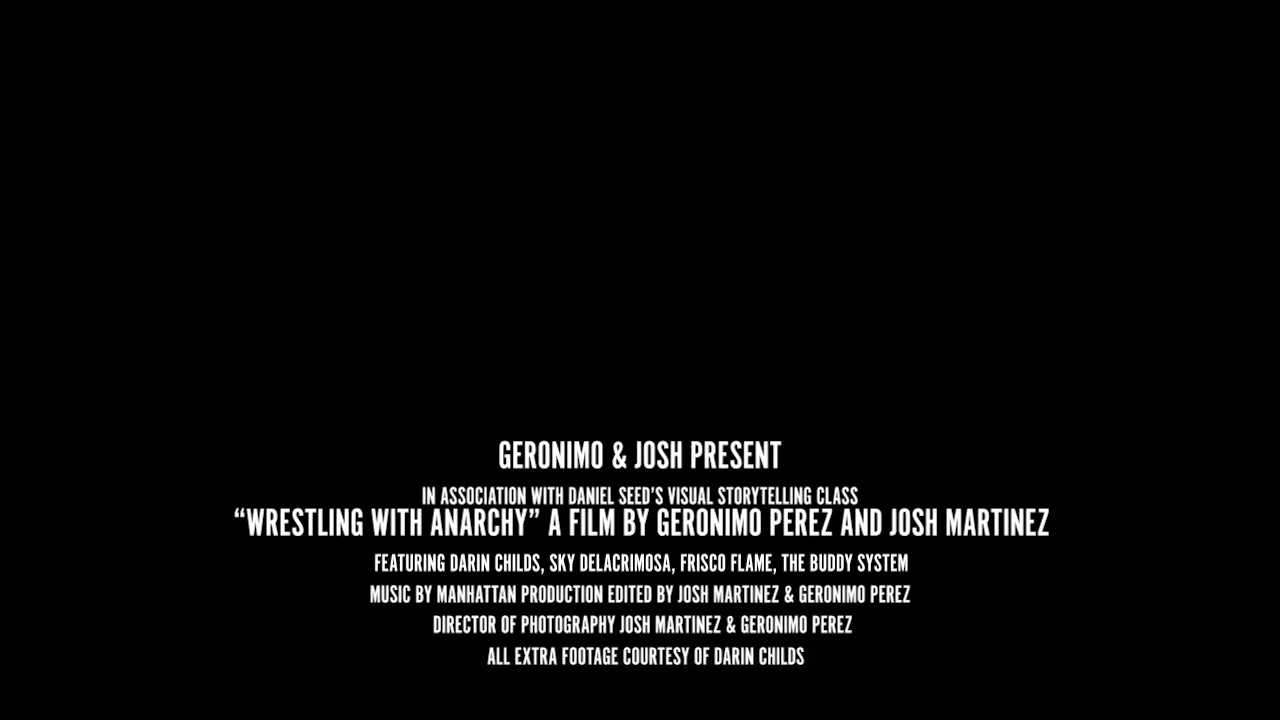 GERONIMO & JOSH PRESENT
IN ASSOCIATION WITH DANIEL SEED'S VISUAL STORYTELLING CLASS
“WRESTLING WITH ANARCHY” A FILM BY GERONIMO PEREZ AND JOSH MARTINEZ
FEATURING DARIN CHILDS, SKY DELACRIMOSA, FRISCO FLAME, THE BUDDY SYSTEM
MUSIC BY MANHATTAN PRODUCTION EDITED BY JOSH MARTINEZ & GERONIMO PEREZ
DIRECTOR OF PHOTOGRAPHY JOSH MARTINEZ & GERONIMO PEREZ
ALL EXTRA FOOTAGE COURTESY OF DARIN CHILDS